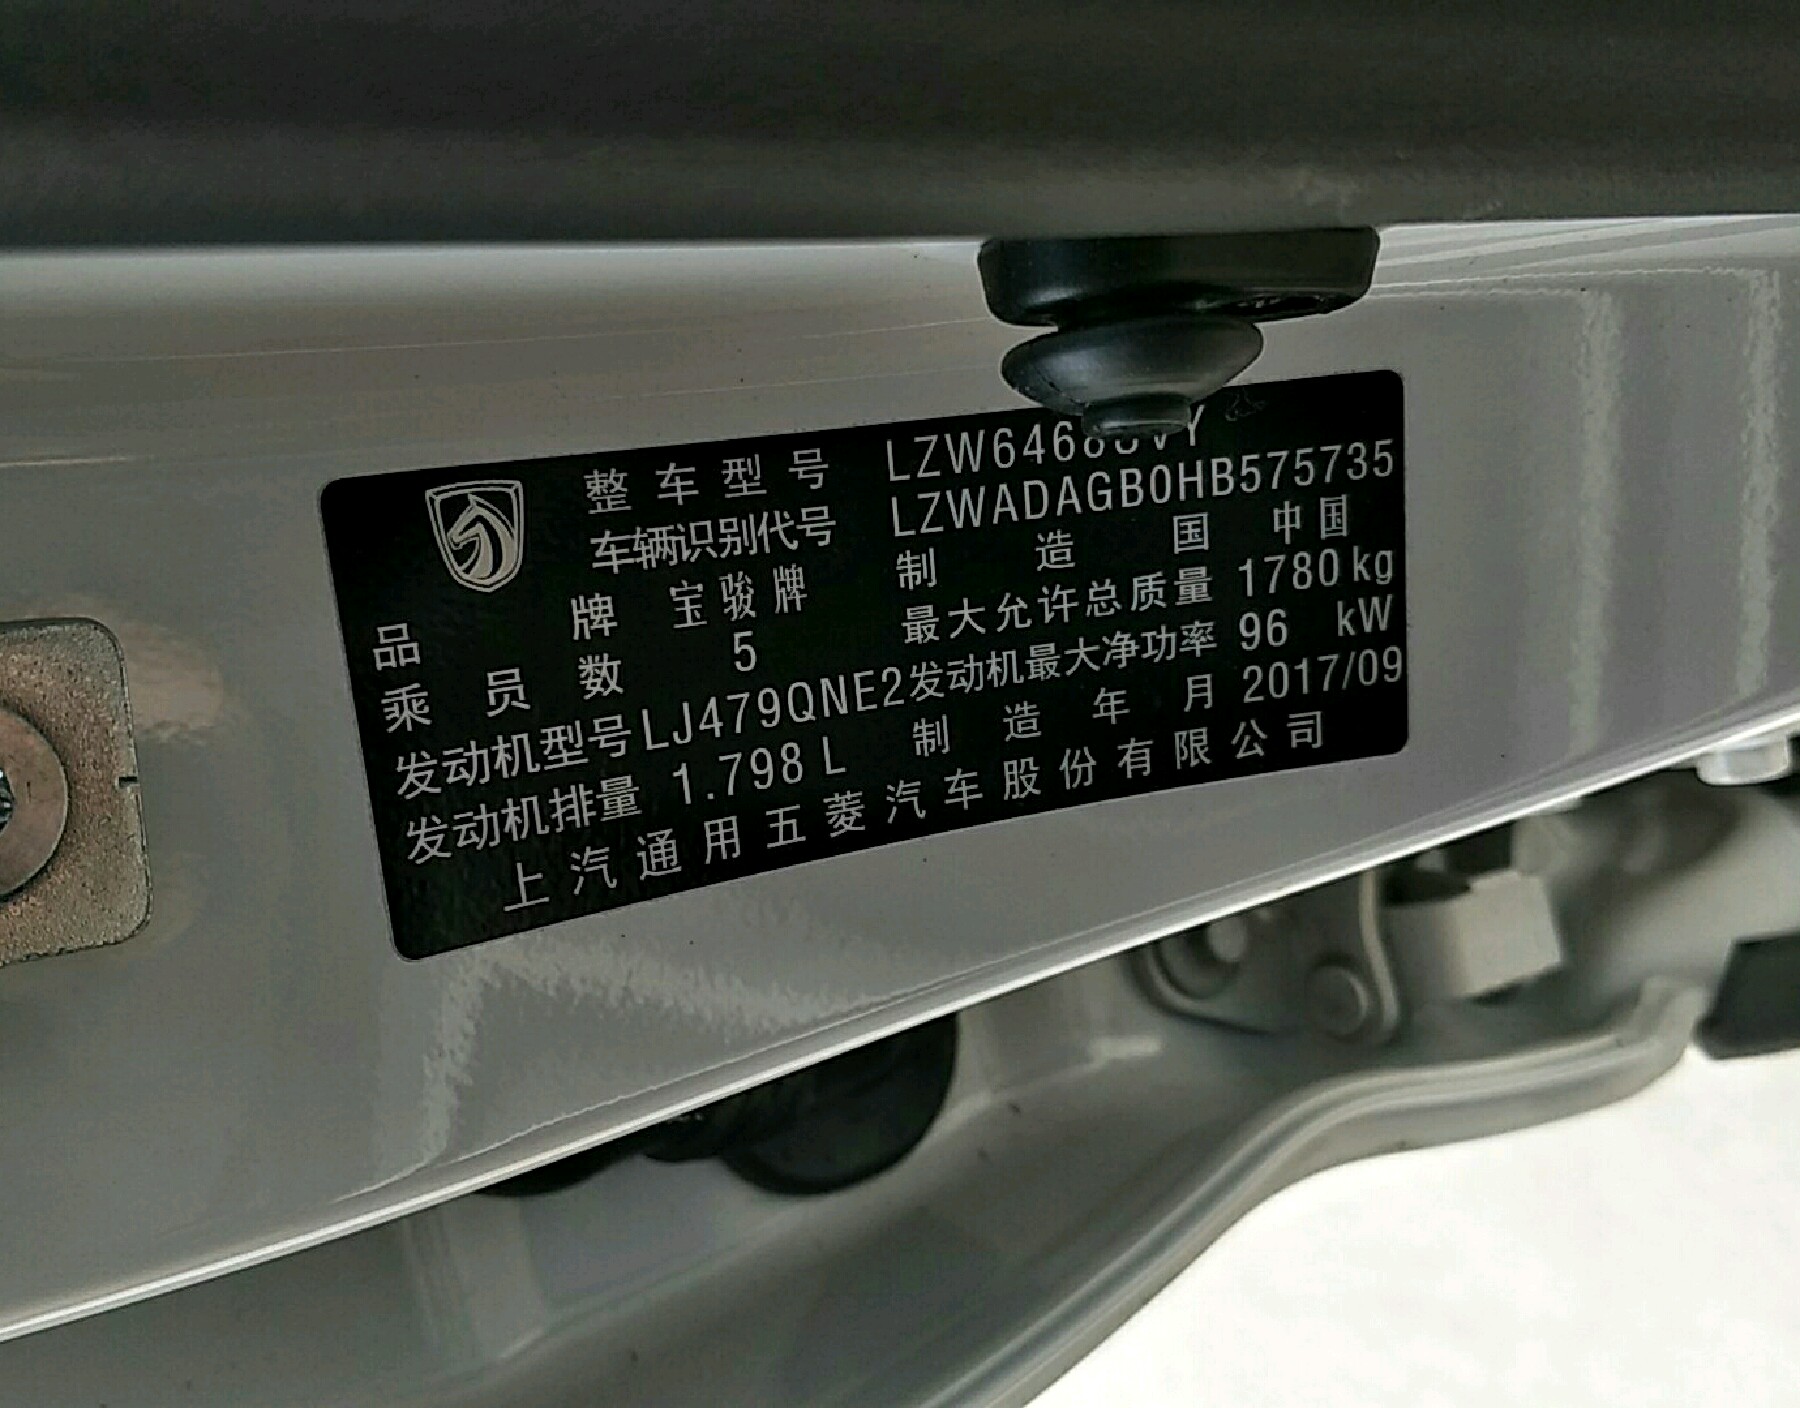 整车型号 LZW6468
车辆识别代号 LZWADAGB0HB575735
品牌 宝骏牌 制造国 中国
乘员数 5 最大允许总质量 1780kg
发动机型号 LJ479QNE2 发动机最大净功率 96 kW
发动机排量 1.798L 制造年月 2017/09
上汽通用五菱汽车股份有限公司